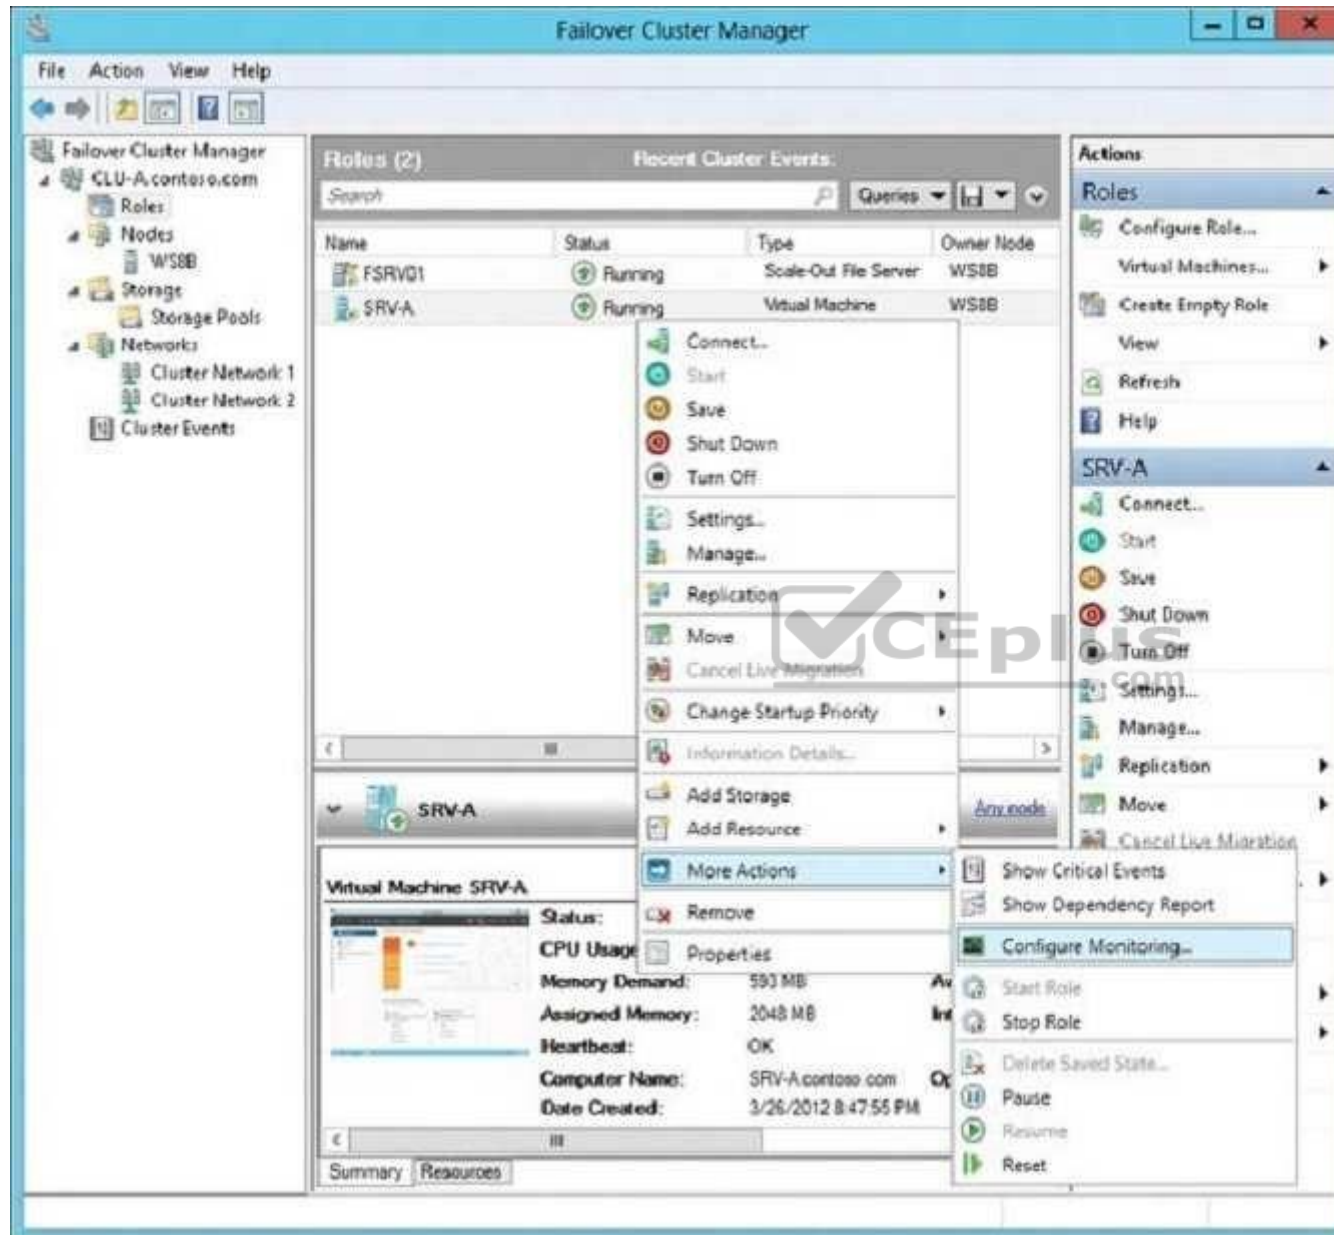 Failover Cluster Manager
File Action View Help
Failover Cluster Manager
CLU-A.contoso.com
Roles
Nodes
WS8B
Storage
Storage Pools
Networks
Cluster Network 1
Cluster Network 2
Cluster Events
Roles (2) Recent Cluster Events:
Search Queries
Name Status Type Owner Node
FSRV01 Running Scale-Out File Server WS8B
SRV-A Running Virtual Machine WS8B
Connect...
Start
Save
Shut Down
Turn Off
Settings...
Manage...
Replication
Move
Cancel Live Migration
Change Startup Priority
Information Details...
Add Storage
Add Resource
More Actions
Remove
Properties
Show Critical Events
Show Dependency Report
Configure Monitoring...
Start Role
Stop Role
Delete Saved State...
Pause
Resume
Reset
SRV-A Any node
Virtual Machine SRV-A
Status:
CPU Usage
Memory Demand: 593 MB
Assigned Memory: 2048 MB
Heartbeat: OK
Computer Name: SRV-A.contoso.com
Date Created: 3/26/2012 8:47:55 PM
Summary Resources
Actions
Roles
Configure Role...
Virtual Machines...
Create Empty Role
View
Refresh
Help
SRV-A
Connect...
Start
Save
Shut Down
Turn Off
Settings...
Manage...
Replication
Move
Cancel Live Migration
CEplus
.com